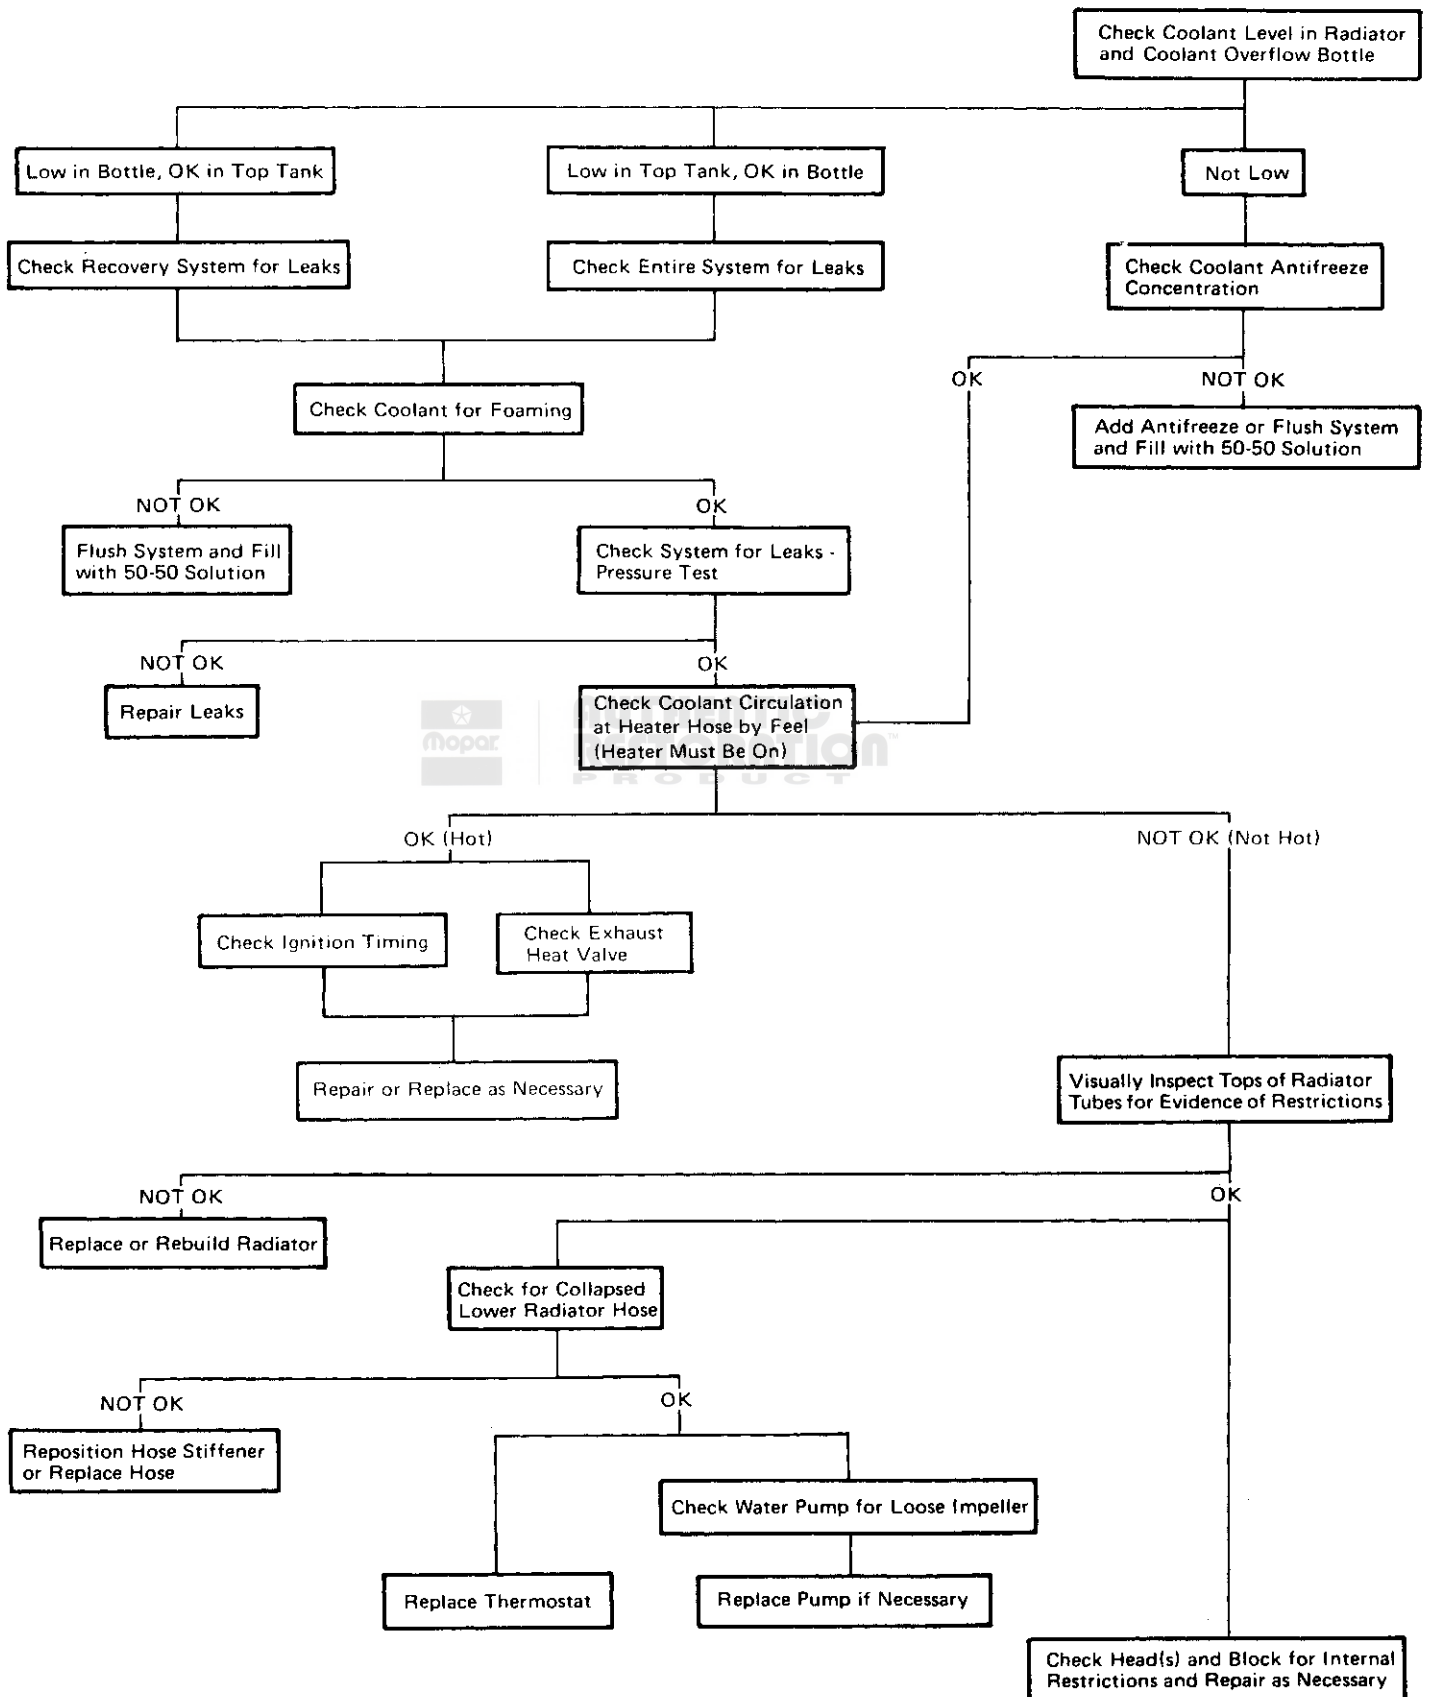 Check Coolant Level in Radiator
and Coolant Overflow Bottle
Low in Bottle, OK in Top Tank
Low in Top Tank, OK in Bottle
Not Low
Check Recovery System for Leaks
Check Entire System for Leaks
Check Coolant Antifreeze
Concentration
OK
NOT OK
Check Coolant for Foaming
Add Antifreeze or Flush System
and Fill with 50-50 Solution
NOT OK
OK
Flush System and Fill
with 50-50 Solution
Check System for Leaks -
Pressure Test
NOT OK
OK
Repair Leaks
Check Coolant Circulation
at Heater Hose by Feel
(Heater Must Be On)
Mopar.
AUTHENTIC
RESTORATION™
PRODUCT
OK (Hot)
NOT OK (Not Hot)
Check Ignition Timing
Check Exhaust
Heat Valve
Repair or Replace as Necessary
Visually Inspect Tops of Radiator
Tubes for Evidence of Restrictions
NOT OK
OK
Replace or Rebuild Radiator
Check for Collapsed
Lower Radiator Hose
NOT OK
OK
Reposition Hose Stiffener
or Replace Hose
Check Water Pump for Loose Impeller
Replace Thermostat
Replace Pump if Necessary
Check Head(s) and Block for Internal
Restrictions and Repair as Necessary